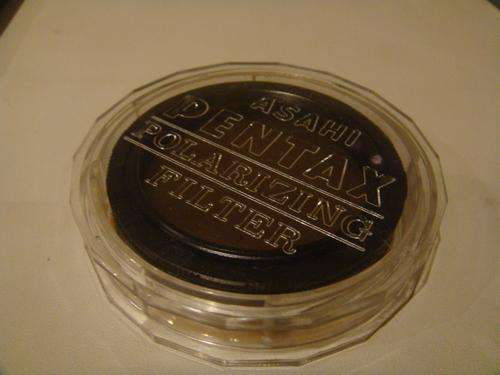 ASAHI
PENTAX
POLARIZING
FILTER